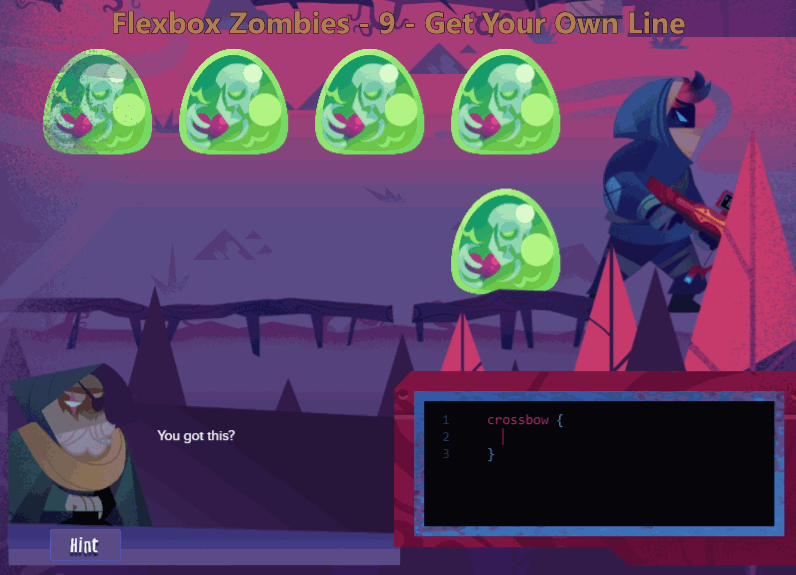 Flexbox Zombies - 9 - Get Your Own Line
You got this?
1 crossbow {
2
3 }
Hint